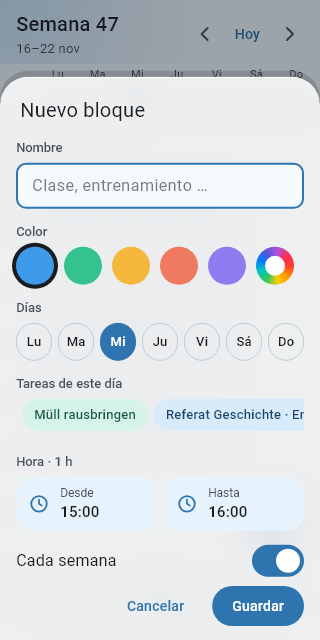 Semana 47
16–22 nov
Hoy
Lu Ma Mi Ju Vi Sá Do
Nuevo bloque
Nombre
Clase, entrenamiento …
Color
Días
Lu Ma Mi Ju Vi Sá Do
Tareas de este día
Müll rausbringen
Referat Geschichte · Er
Hora · 1 h
Desde
15:00
Hasta
16:00
Cada semana
Cancelar
Guardar